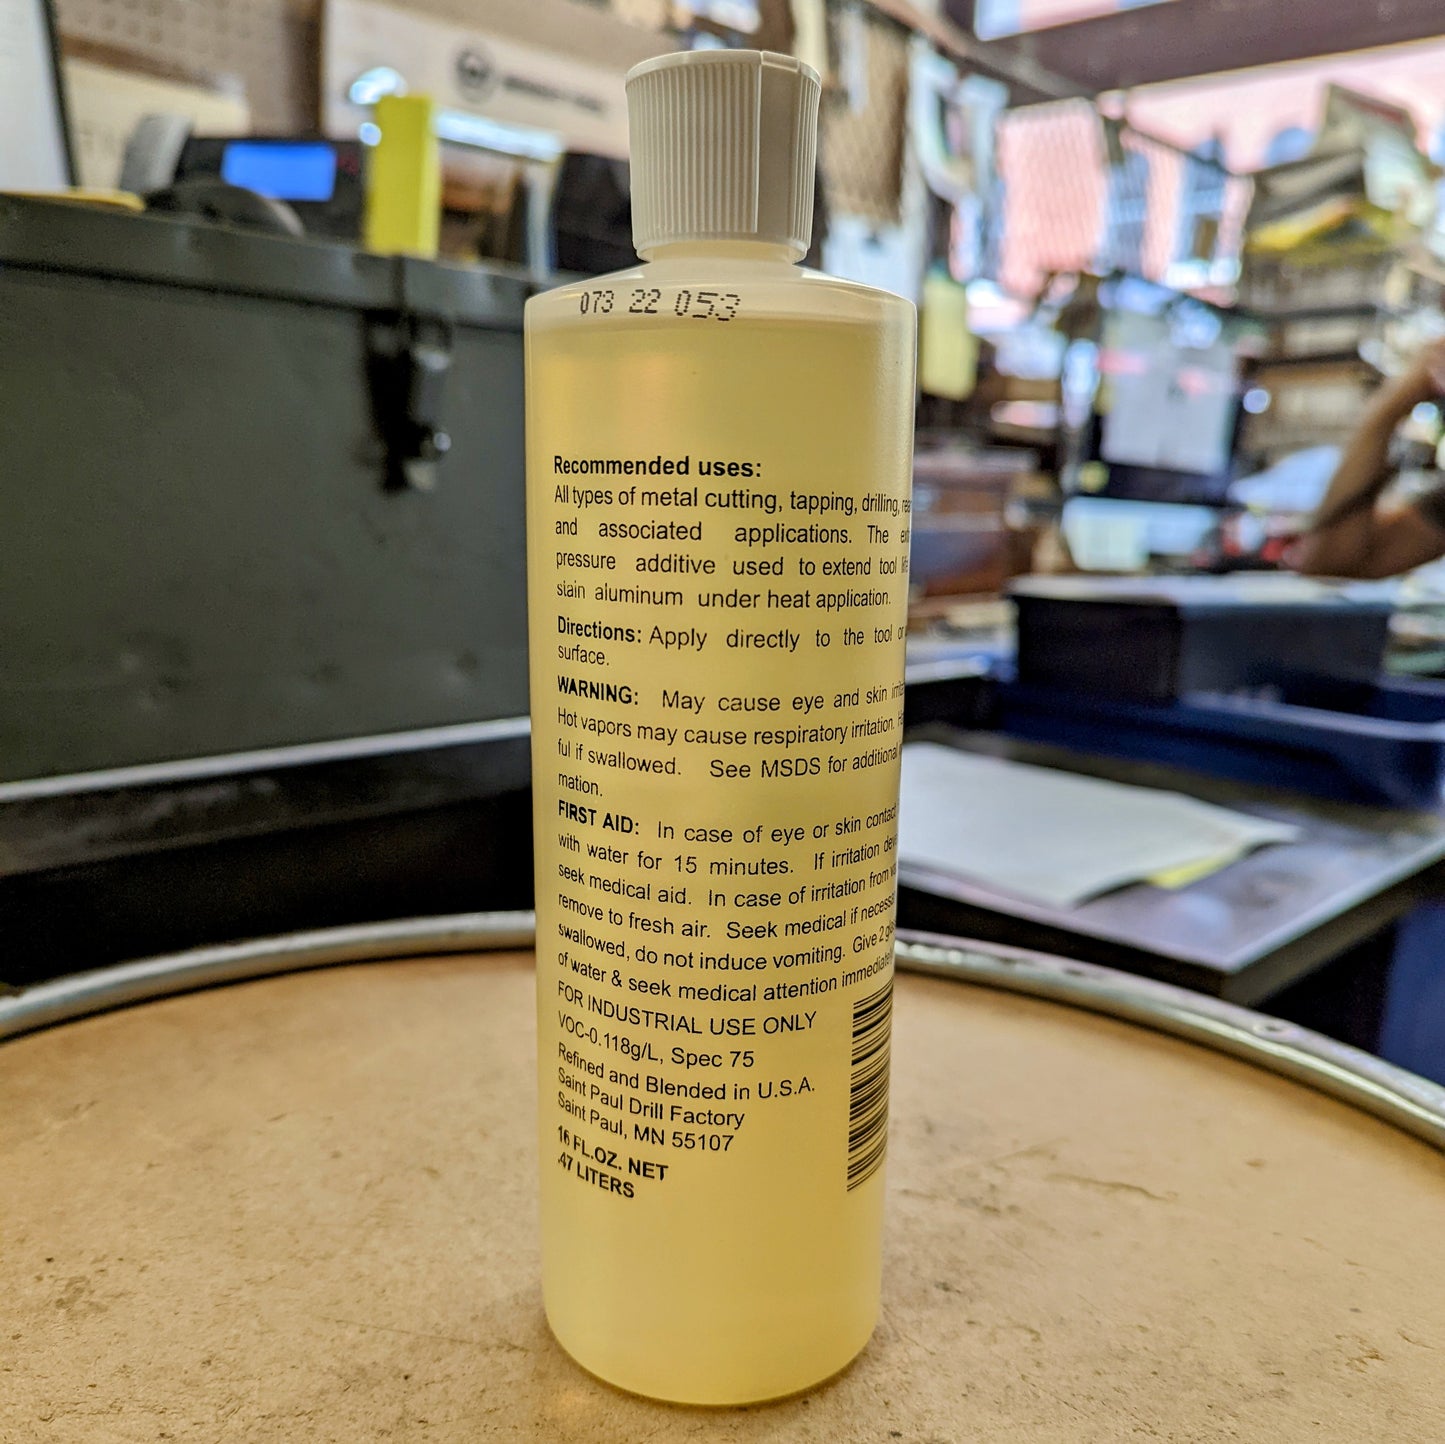 073 22 053
Recommended uses:
All types of metal cutting, tapping, drilling,
and associated applications. The
pressure additive used to extend tool
stain aluminum under heat application.
Directions: Apply directly to the tool or
surface.
WARNING: May cause eye and skin
Hot vapors may cause respiratory irritation.
ful if swallowed. See MSDS for additional
mation.
FIRST AID: In case of eye or skin contact
with water for 15 minutes. If irritation
seek medical aid. In case of irritation from
remove to fresh air. Seek medical if
swallowed, do not induce vomiting. Give 2
of water & seek medical attention
FOR INDUSTRIAL USE ONLY
VOC-0.118g/L, Spec 75
Refined and Blended in U.S.A.
Saint Paul Drill Factory
Saint Paul, MN 55107
16 FL.OZ. NET
.47 LITERS